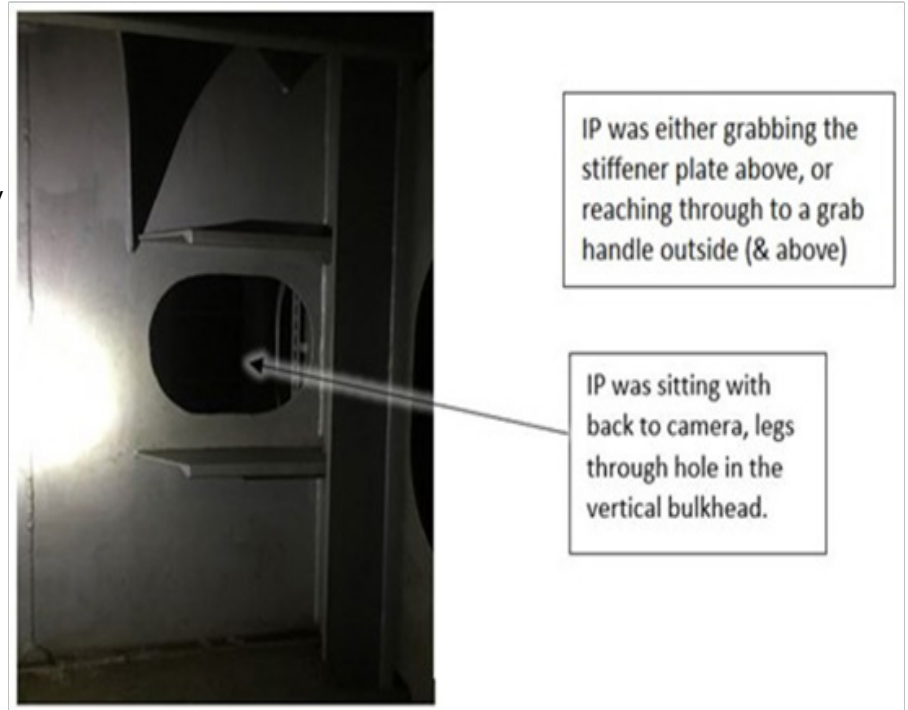 IP was either grabbing the
stiffener plate above, or
reaching through to a grab
handle outside (& above)
IP was sitting with
back to camera, legs
through hole in the
vertical bulkhead.